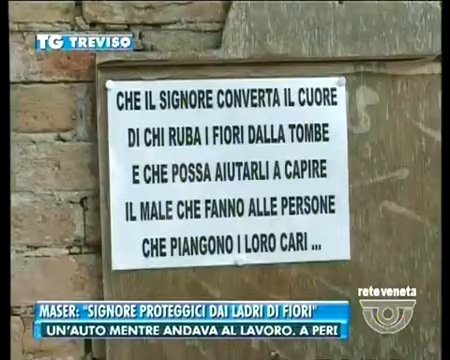 TG TREVISO
CHE IL SIGNORE CONVERTA IL CUORE
DI CHI RUBA I FIORI DALLA TOMBE
E CHE POSSA AIUTARLI A CAPIRE
IL MALE CHE FANNO ALLE PERSONE
CHE PIANGONO I LORO CARI ...
reteveneta
MASER: "SIGNORE PROTEGGICI DAI LADRI DI FIORI"
UN'AUTO MENTRE ANDAVA AL LAVORO. A PERI